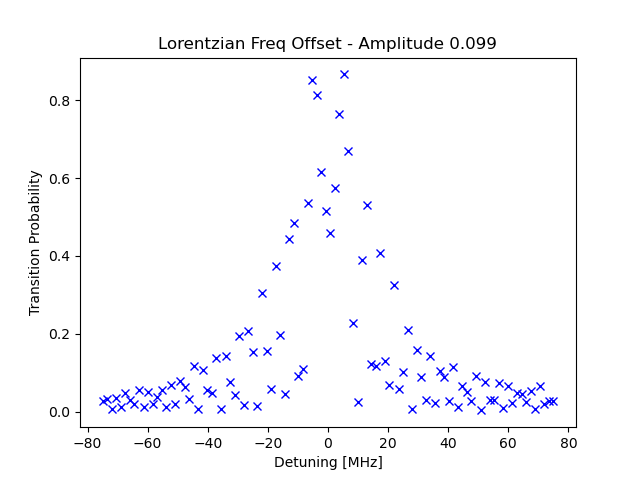 Lorentzian Freq Offset - Amplitude 0.099
Transition Probability
0.8
0.6
0.4
0.2
0.0
−80 −60 −40 −20 0 20 40 60 80
Detuning [MHz]